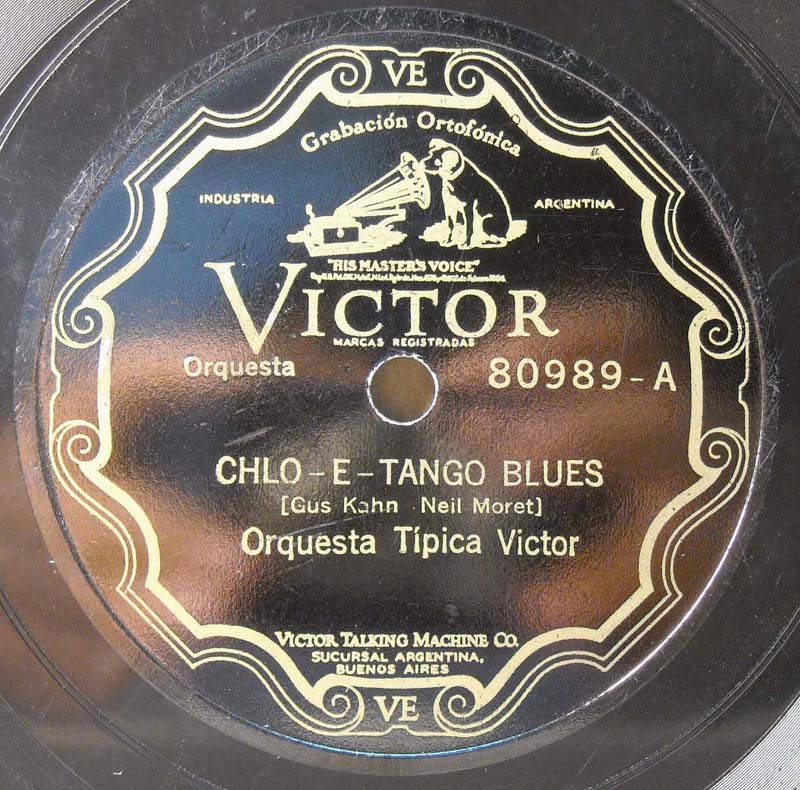 VE
Grabación Ortofónica
INDUSTRIA
ARGENTINA
"HIS MASTER'S VOICE"
VICTOR
MARCAS REGISTRADAS
Orquesta
80989-A
CHLO-E-TANGO BLUES
[Gus Kahn · Neil Moret]
Orquesta Típica Victor
VICTOR TALKING MACHINE CO.
SUCURSAL ARGENTINA,
BUENOS AIRES
VE